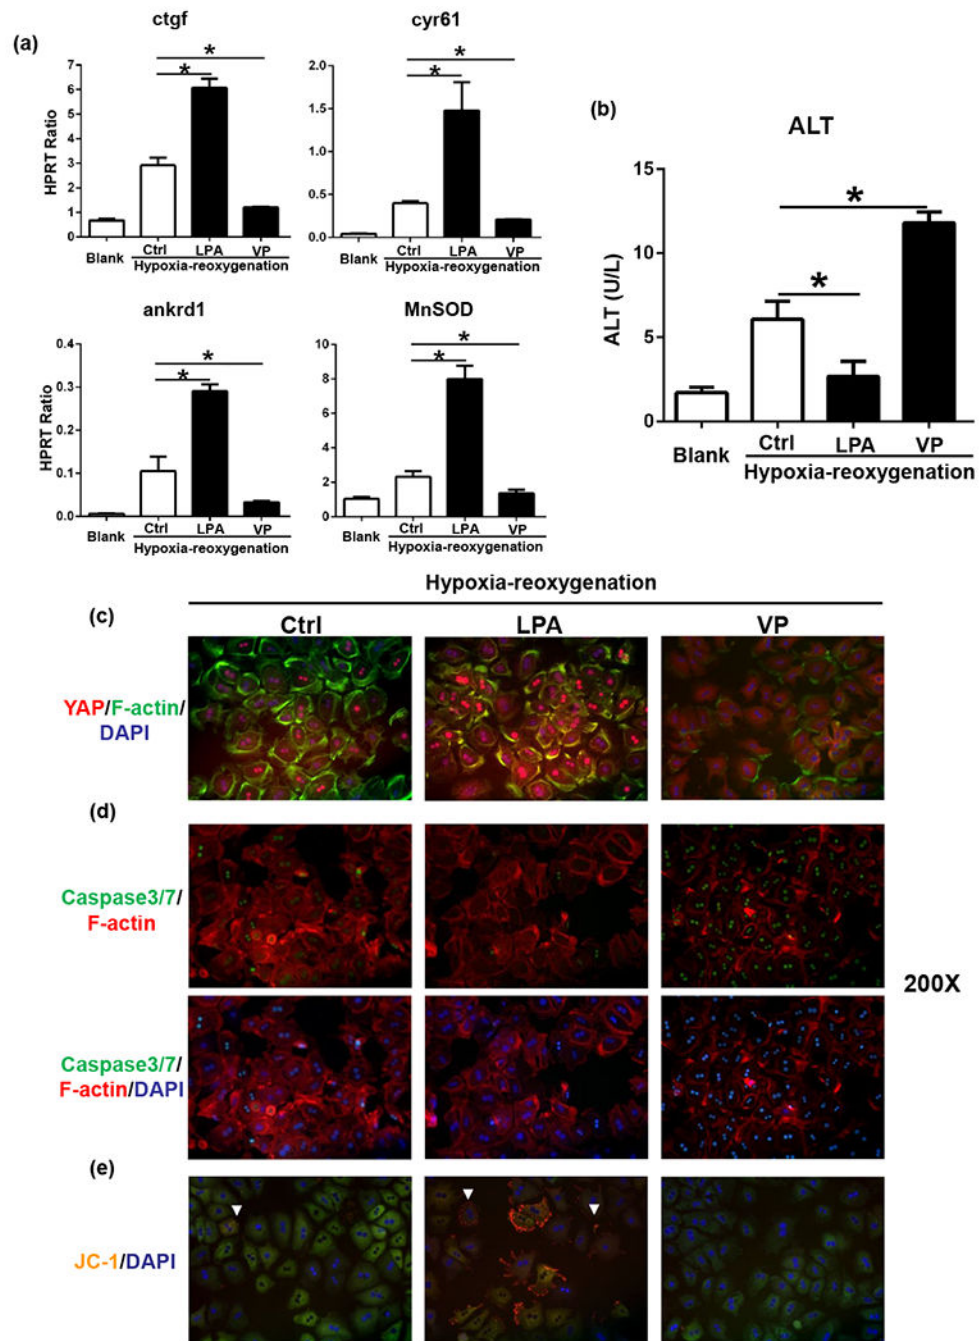 (a)
ctgf
HPRT Ratio
7
6
5
4
3
2
1
0
*
*
Blank
Ctrl LPA VP
Hypoxia-reoxygenation
cyr61
2.0
1.5
1.0
0.5
0.0
*
*
Blank
Ctrl LPA VP
Hypoxia-reoxygenation
ankrd1
HPRT Ratio
0.4
0.3
0.2
0.1
0.0
*
*
Blank
Ctrl LPA VP
Hypoxia-reoxygenation
MnSOD
10
8
6
4
2
0
*
*
Blank
Ctrl LPA VP
Hypoxia-reoxygenation
(b)
ALT
ALT (U/L)
15
10
5
0
*
*
Blank
Ctrl LPA VP
Hypoxia-reoxygenation
Hypoxia-reoxygenation
(c)
Ctrl LPA VP
YAP/F-actin/
DAPI
(d)
Caspase3/7/
F-actin
200X
Caspase3/7/
F-actin/DAPI
(e)
JC-1/DAPI